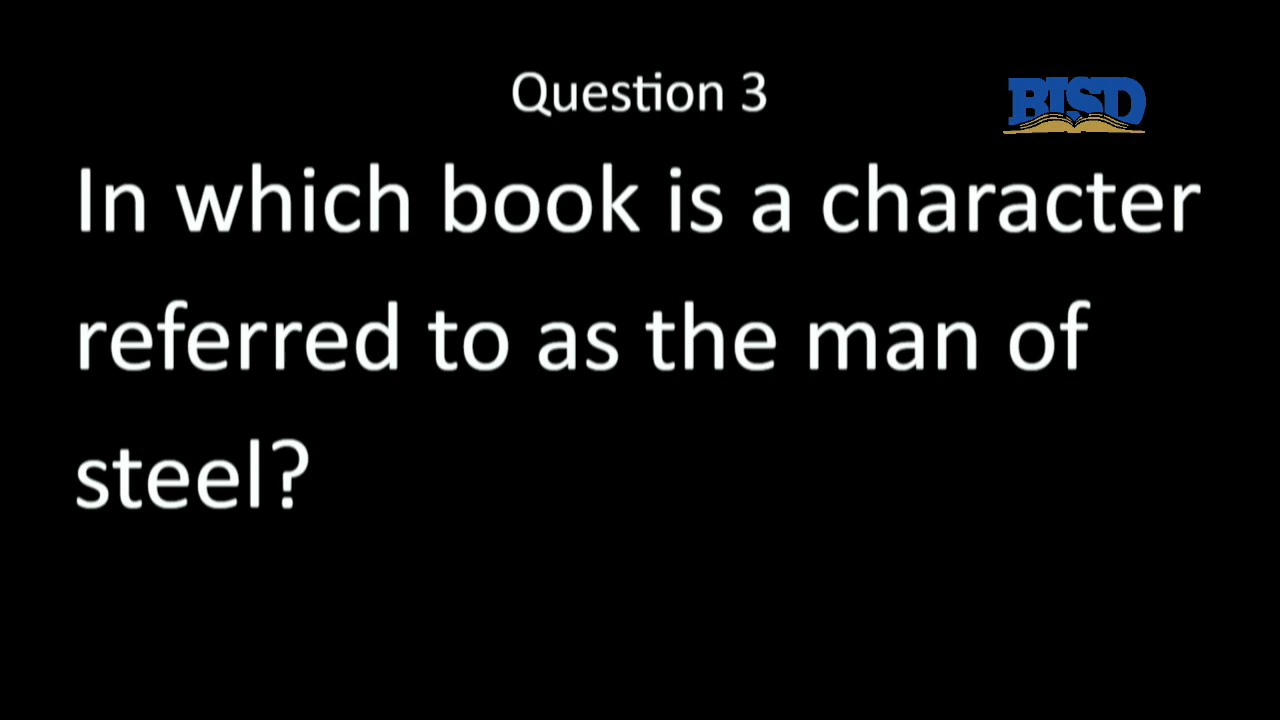 Question 3
BISD
In which book is a character
referred to as the man of
steel?